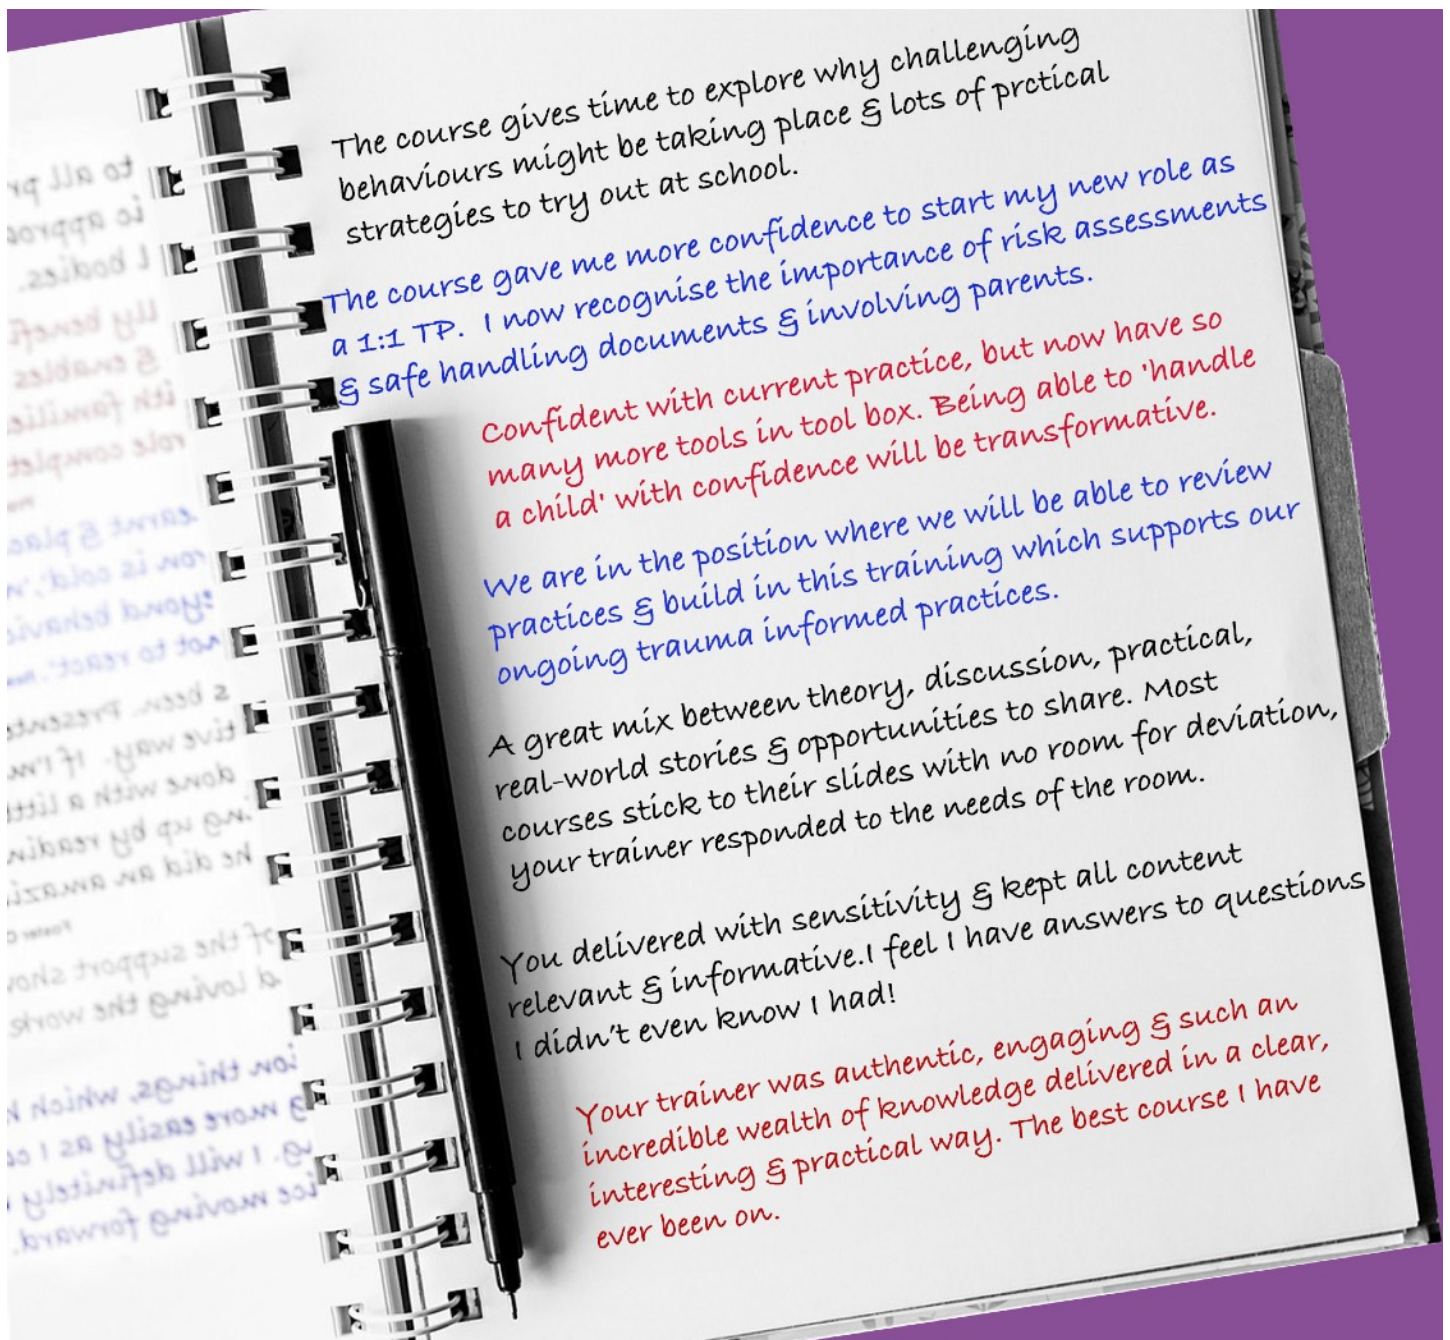 The course gives time to explore why challenging
behaviours might be taking place & lots of prctical
strategies to try out at school.
The course gave me more confidence to start my new role as
a 1:1 TP. I now recognise the importance of risk assessments
& safe handling documents & involving parents.
Confident with current practice, but now have so
many more tools in tool box. Being able to 'handle
a child' with confidence will be transformative.
We are in the position where we will be able to review
practices & build in this training which supports our
ongoing trauma informed practices.
A great mix between theory, discussion, practical,
real-world stories & opportunities to share. Most
courses stick to their slides with no room for deviation,
your trainer responded to the needs of the room.
You delivered with sensitivity & kept all content
relevant & informative.I feel I have answers to questions
I didn't even know I had!
Your trainer was authentic, engaging & such an
incredible wealth of knowledge delivered in a clear,
interesting & practical way. The best course I have
ever been on.